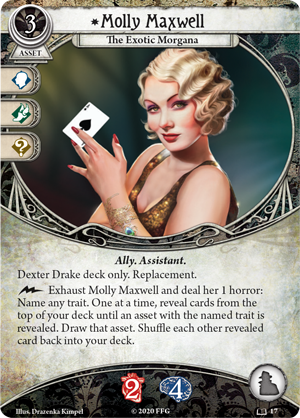 3
Molly Maxwell
The Exotic Morgana
ASSET
Ally. Assistant.
Dexter Drake deck only. Replacement.
Exhaust Molly Maxwell and deal her 1 horror:
Name any trait. One at a time, reveal cards from the
top of your deck until an asset with the named trait is
revealed. Draw that asset. Shuffle each other revealed
card back into your deck.
2
4
Illus. Drazenka Kimpel
© 2020 FFG
17